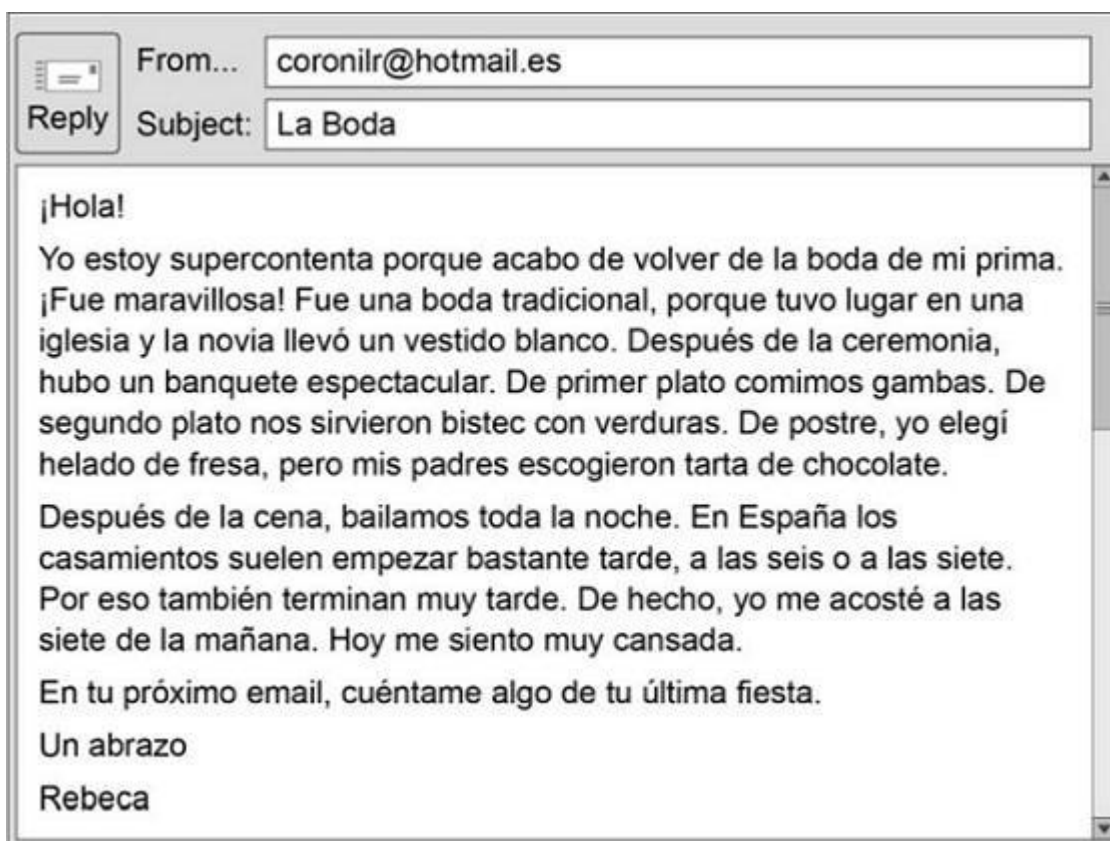 From... coronilr@hotmail.es
Reply Subject: La Boda
¡Hola!
Yo estoy supercontenta porque acabo de volver de la boda de mi prima.
¡Fue maravillosa! Fue una boda tradicional, porque tuvo lugar en una
iglesia y la novia llevó un vestido blanco. Después de la ceremonia,
hubo un banquete espectacular. De primer plato comimos gambas. De
segundo plato nos sirvieron bistec con verduras. De postre, yo elegí
helado de fresa, pero mis padres escogieron tarta de chocolate.
Después de la cena, bailamos toda la noche. En España los
casamientos suelen empezar bastante tarde, a las seis o a las siete.
Por eso también terminan muy tarde. De hecho, yo me acosté a las
siete de la mañana. Hoy me siento muy cansada.
En tu próximo email, cuéntame algo de tu última fiesta.
Un abrazo
Rebeca